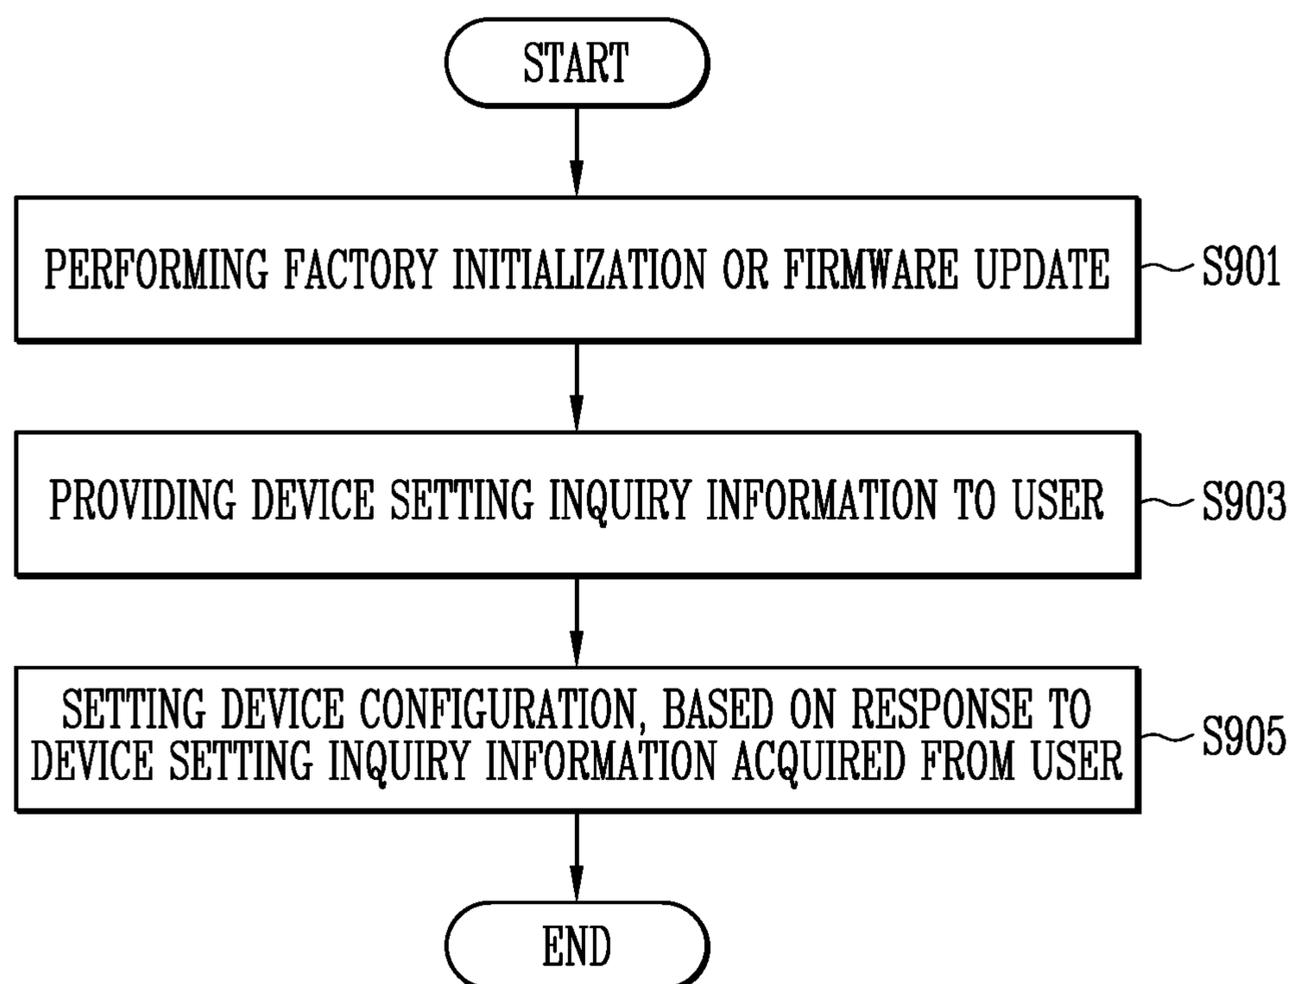 START
PERFORMING FACTORY INITIALIZATION OR FIRMWARE UPDATE
S901
PROVIDING DEVICE SETTING INQUIRY INFORMATION TO USER
S903
SETTING DEVICE CONFIGURATION, BASED ON RESPONSE TO
DEVICE SETTING INQUIRY INFORMATION ACQUIRED FROM USER
S905
END